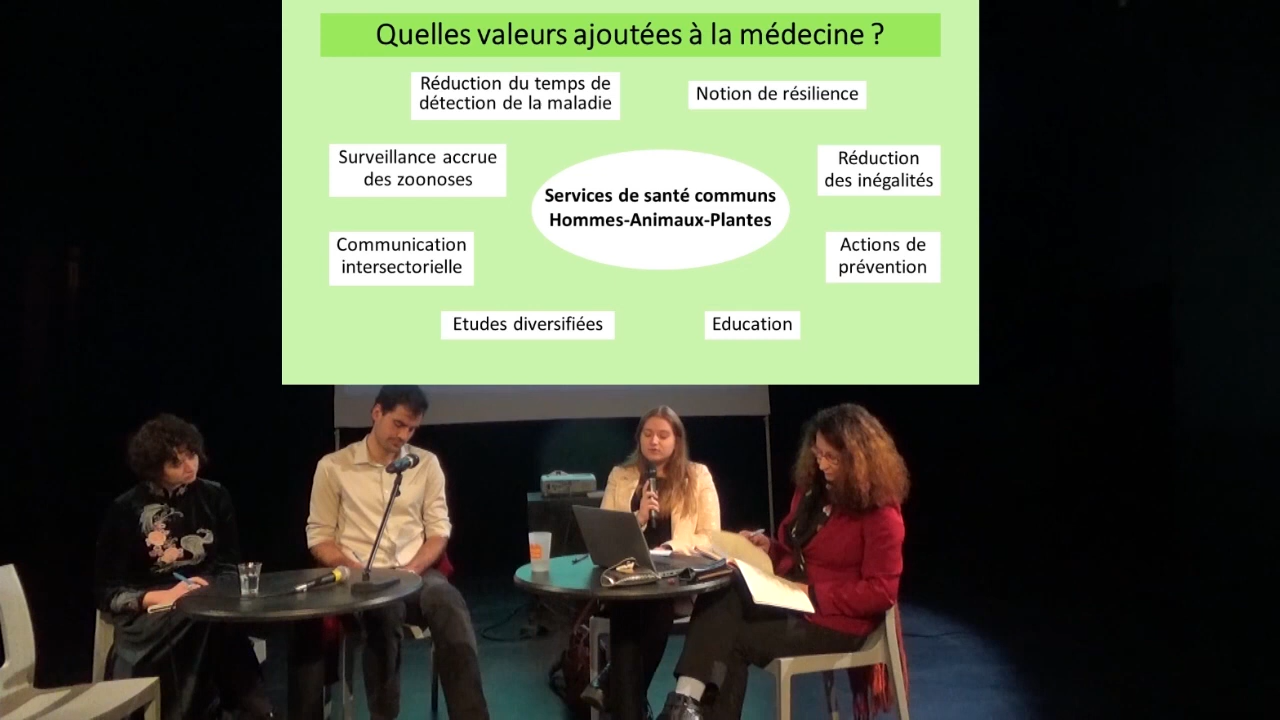 Quelles valeurs ajoutées à la médecine ?
Réduction du temps de
détection de la maladie
Notion de résilience
Surveillance accrue
des zoonoses
Services de santé communs
Hommes-Animaux-Plantes
Réduction
des inégalités
Communication
intersectorielle
Actions de
prévention
Etudes diversifiées
Education